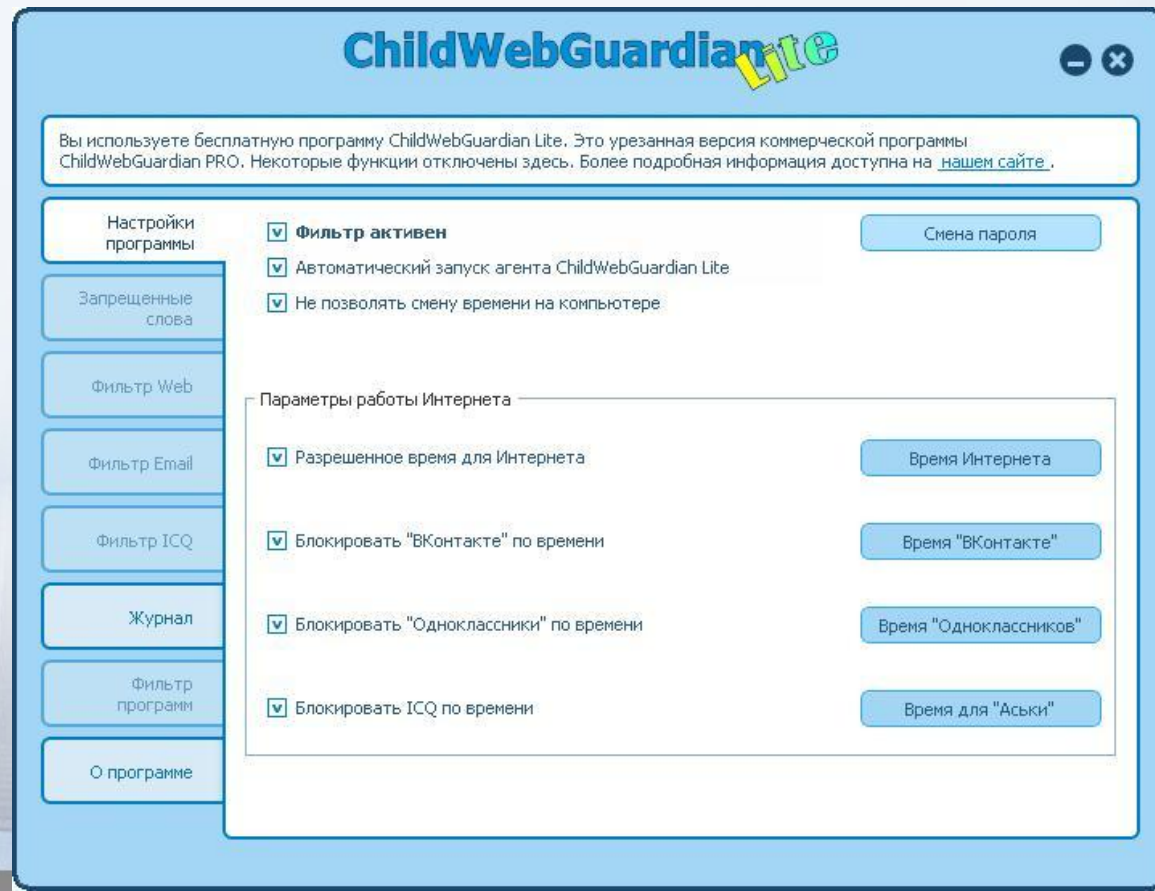 ChildWebGuardian Lite
Вы используете бесплатную программу ChildWebGuardian Lite. Это урезанная версия коммерческой программы
ChildWebGuardian PRO. Некоторые функции отключены здесь. Более подробная информация доступна на нашем сайте .
Настройки
программы
Запрещенные
слова
Фильтр Web
Фильтр Email
Фильтр ICQ
Журнал
Фильтр
программ
О программе
Фильтр активен
Смена пароля
Автоматический запуск агента ChildWebGuardian Lite
Не позволять смену времени на компьютере
Параметры работы Интернета
Разрешенное время для Интернета
Время Интернета
Блокировать "ВКонтакте" по времени
Время "ВКонтакте"
Блокировать "Одноклассники" по времени
Время "Одноклассников"
Блокировать ICQ по времени
Время для "Аськи"